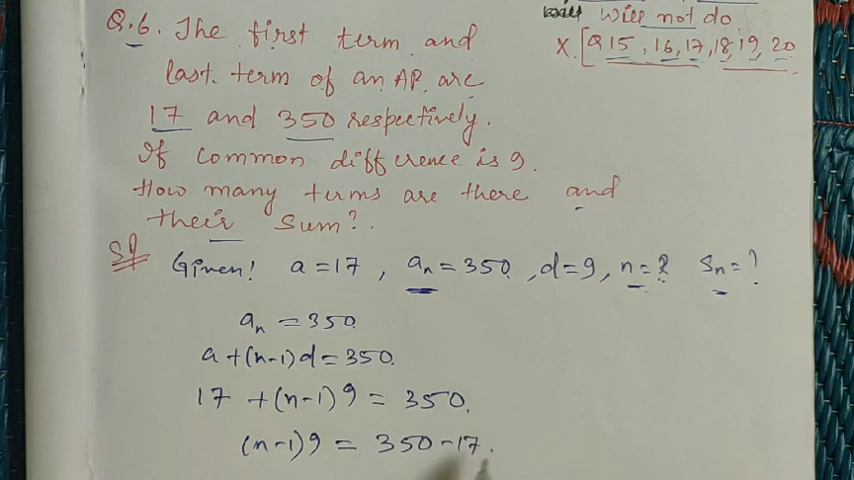 will not do
X. [Q 15, 16, 17, 18, 19, 20
Q.6. The first term and
last term of an AP are
17 and 350 respectively.
If common difference is 9.
How many terms are there and
their sum?.
Given! a = 17, an = 350, d = 9, n = ? Sn = ?
an = 350.
a + (n-1) d = 350.
17 + (n-1) 9 = 350.
(n-1) 9 = 350 - 17.